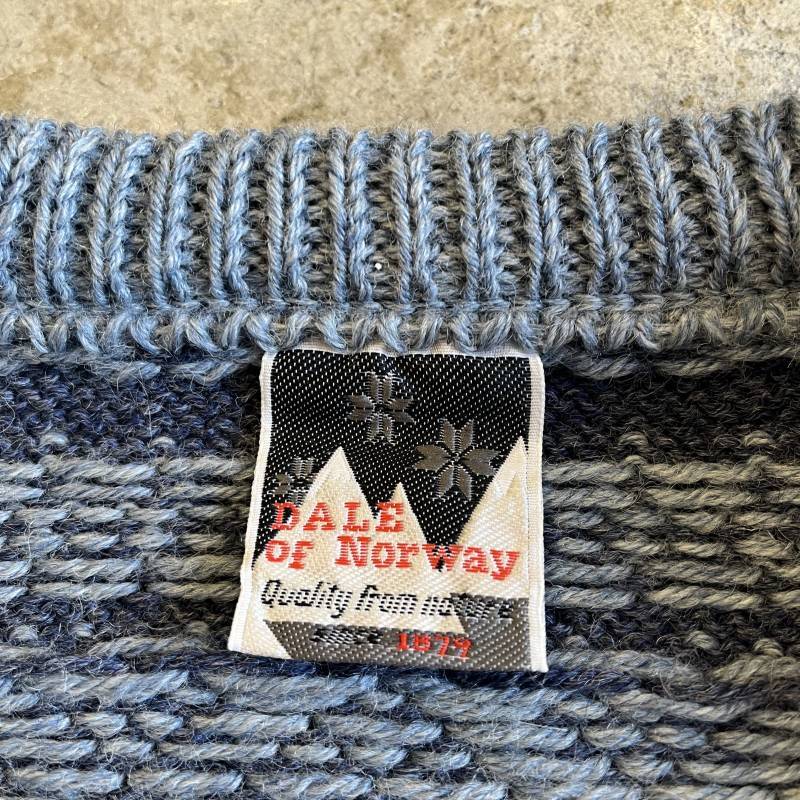 DALE
of Norway
Quality from nature
since 1879